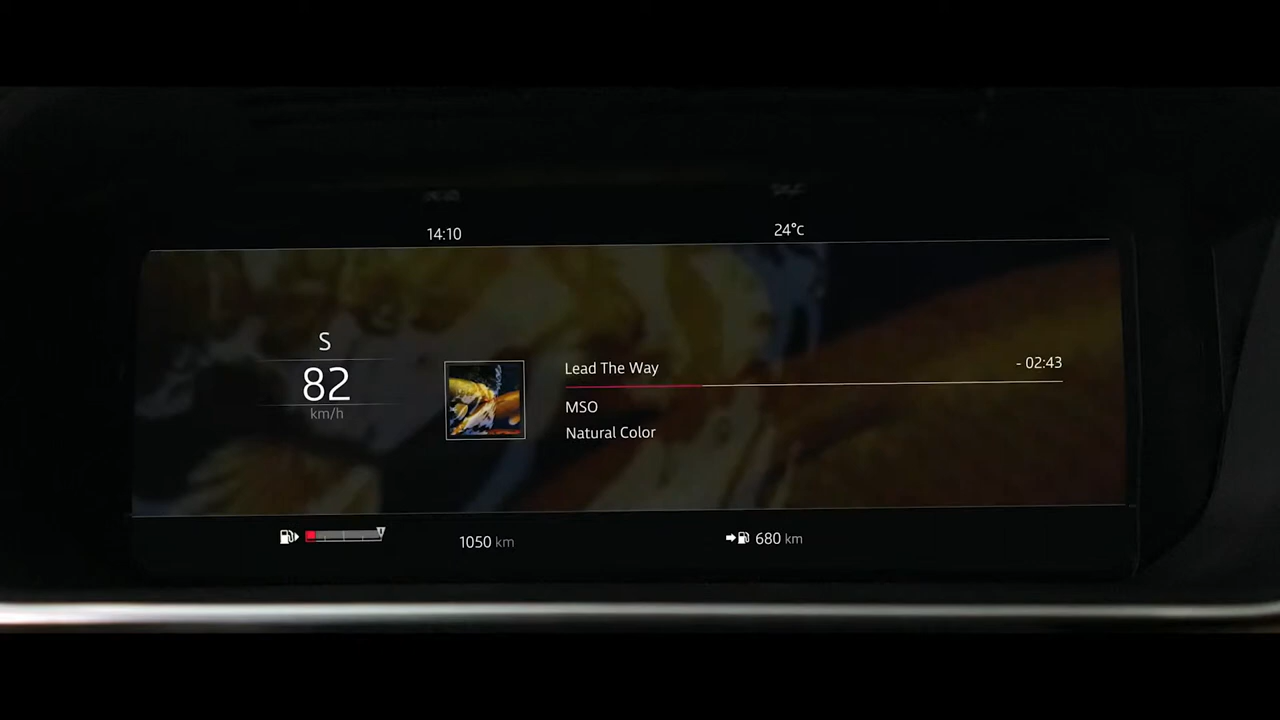 14:10
24°c
S
82
km/h
Lead The Way
- 02:43
MSO
Natural Color
1050 km
680 km